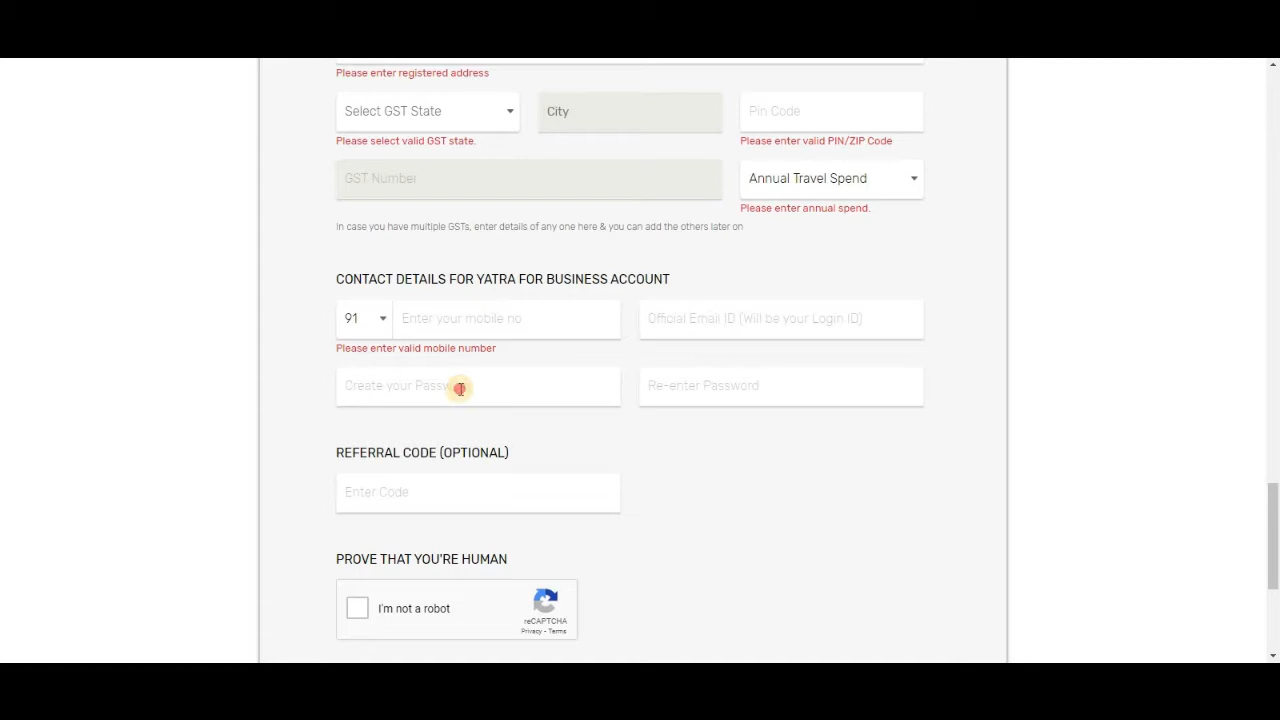 Please enter registered address
Select GST State City Pin Code
Please select valid GST state. Please enter valid PIN/ZIP Code
GST Number Annual Travel Spend
Please enter annual spend.
In case you have multiple GSTs, enter details of any one here & you can add the others later on
CONTACT DETAILS FOR YATRA FOR BUSINESS ACCOUNT
91 Enter your mobile no Official Email ID (Will be your Login ID)
Please enter valid mobile number
Create your Re-enter Password
REFERRAL CODE (OPTIONAL)
Enter Code
PROVE THAT YOU'RE HUMAN
I'm not a robot
reCAPTCHA
Privacy - Terms